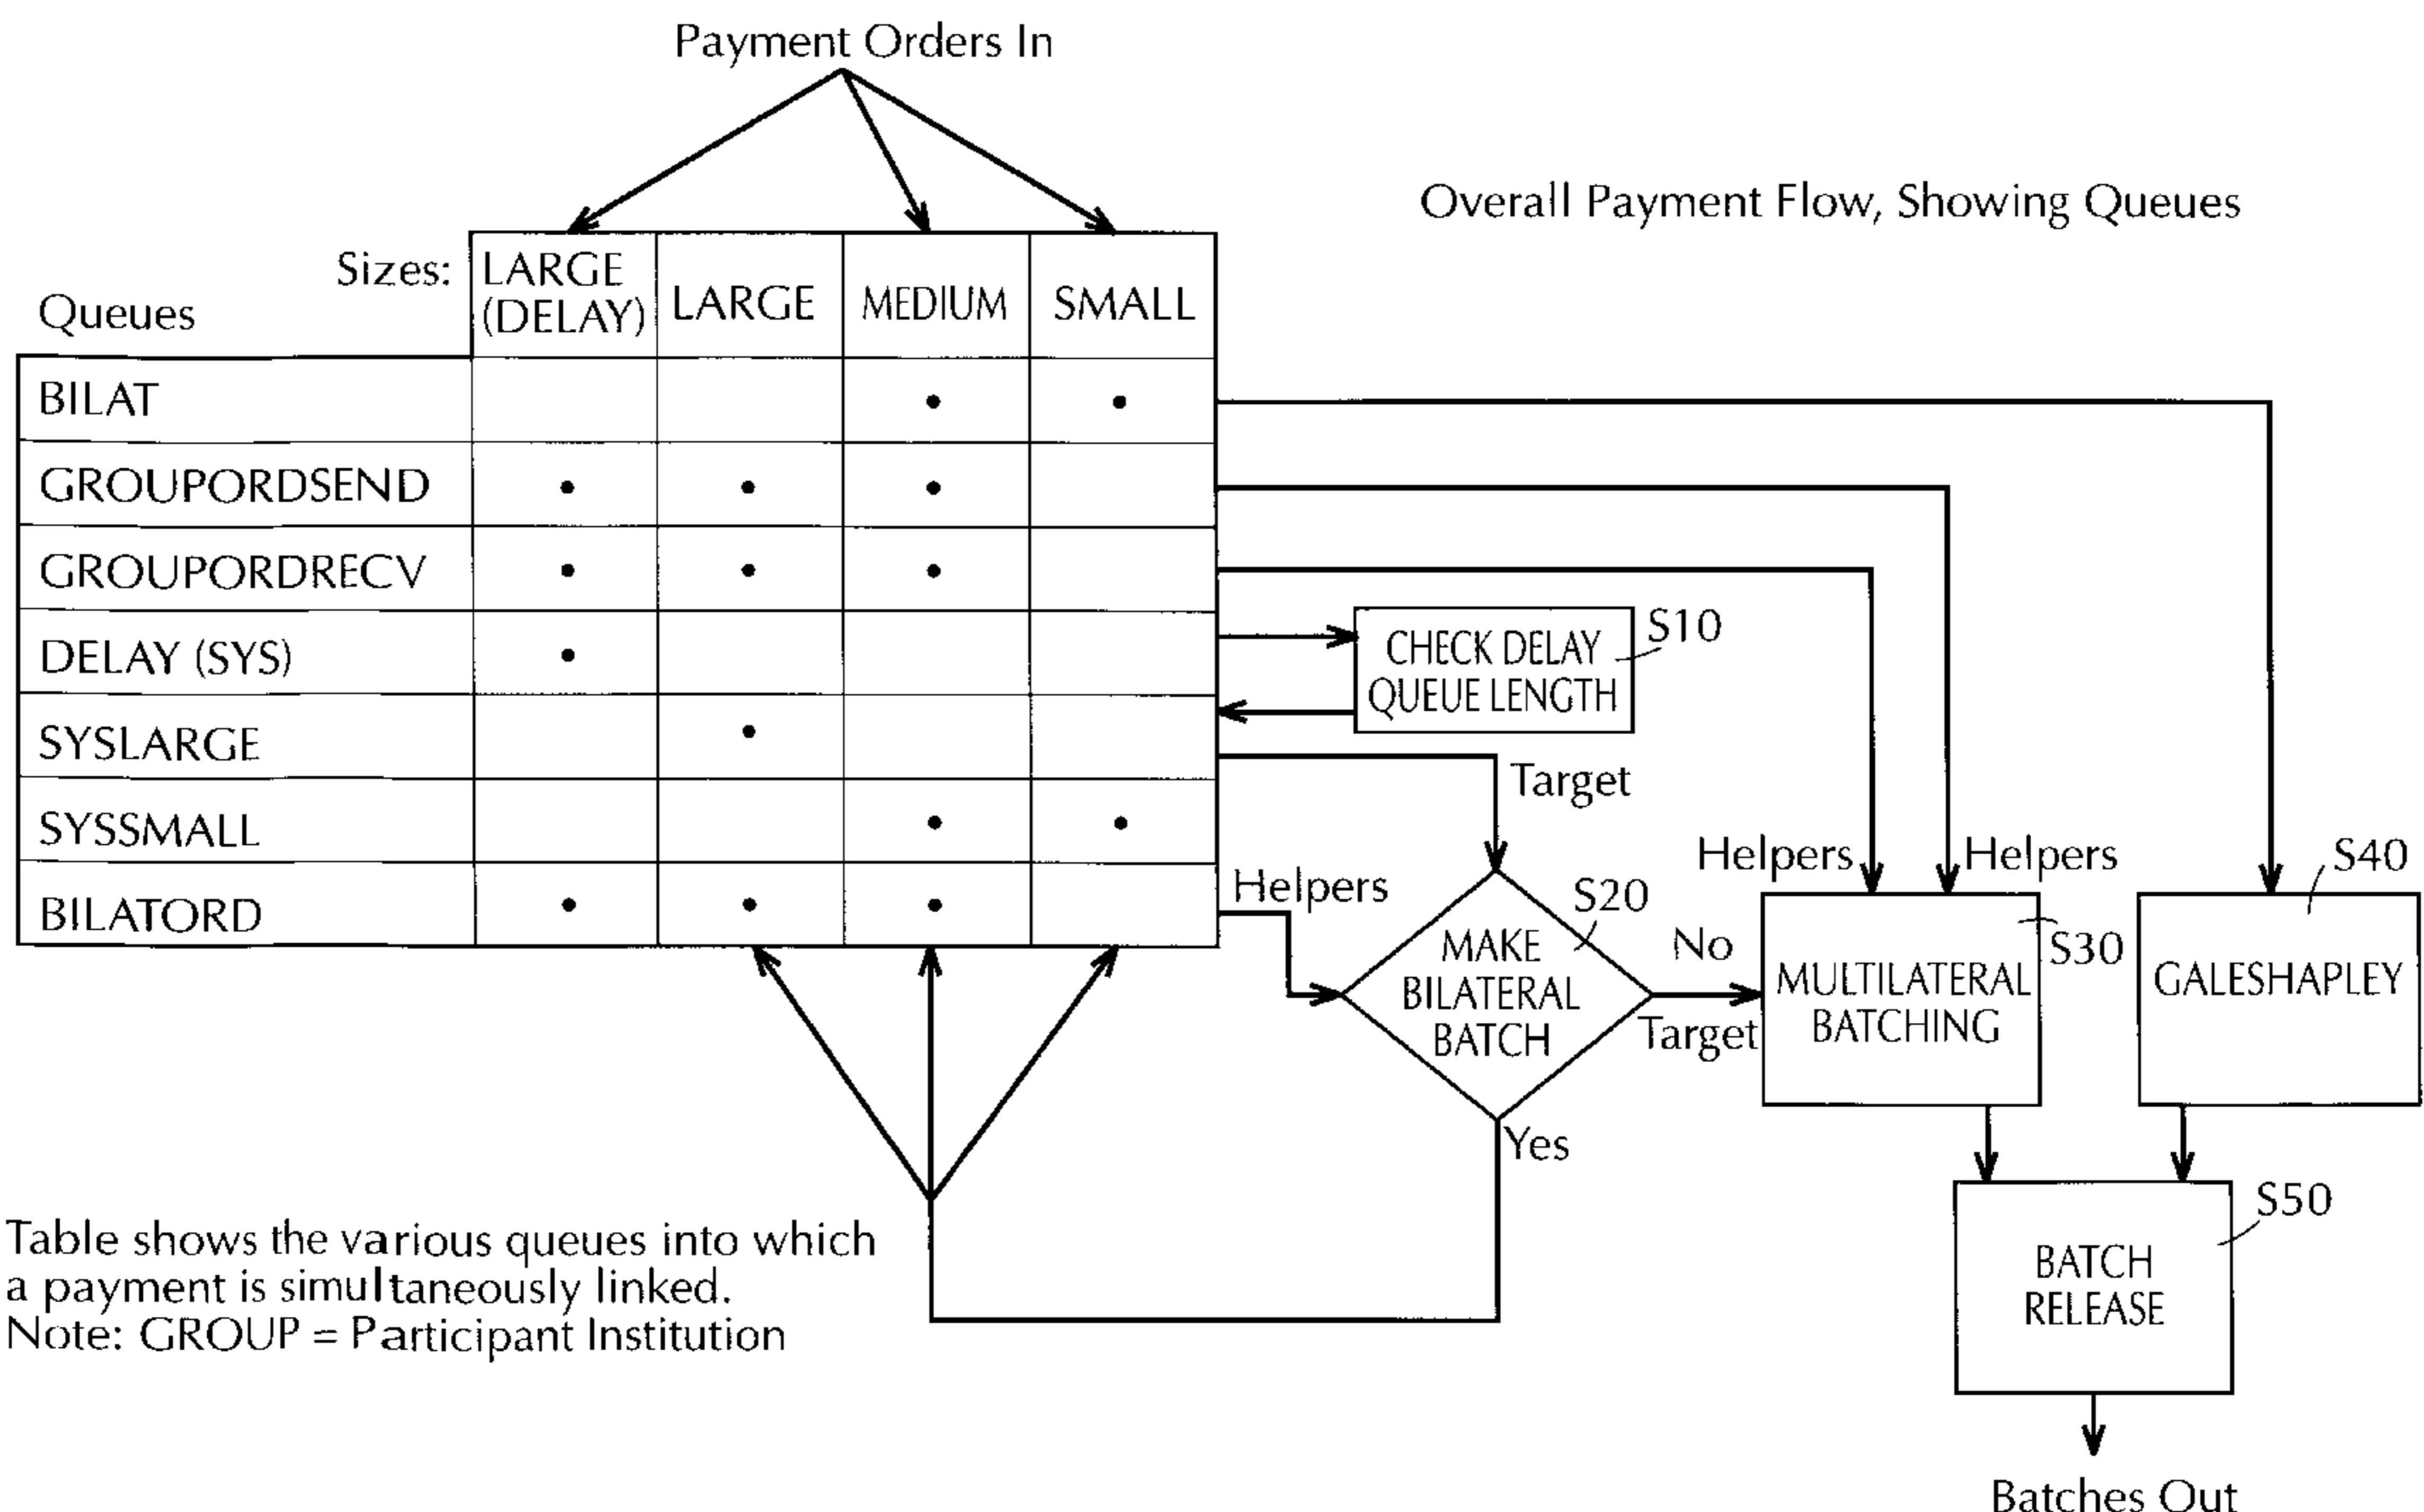 Payment Orders In
Overall Payment Flow, Showing Queues
Sizes:
LARGE
(DELAY)
LARGE
MEDIUM
SMALL
Queues
BILAT
GROUPORDSEND
GROUPORDRECV
DELAY (SYS)
SYSLARGE
SYSSMALL
BILATORD
CHECK DELAY
QUEUE LENGTH
S10
Target
Helpers
Helpers
Helpers
S40
S20
MAKE
BILATERAL
BATCH
No
Target
Yes
S30
MULTILATERAL
BATCHING
GALESHAPLEY
S50
BATCH
RELEASE
Batches Out
Table shows the various queues into which
a payment is simultaneously linked.
Note: GROUP = Participant Institution